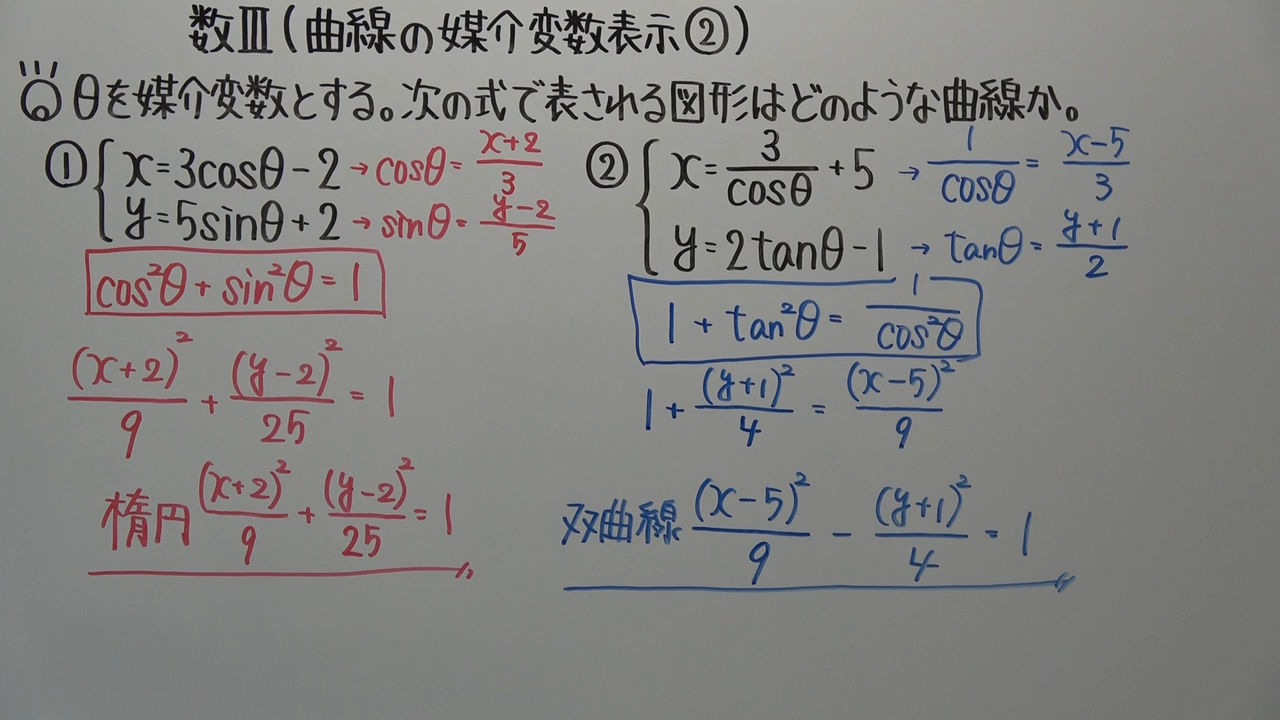 数Ⅲ(曲線の媒介変数表示②)
θを媒介変数とする。次の式で表される図形はどのような曲線か。
① { x=3cosθ-2 → cosθ= (x+2)/3
y=5sinθ+2 → sinθ= (y-2)/5
cos²θ+sin²θ=1
(x+2)²/9 + (y-2)²/25 = 1
楕円 (x+2)²/9 + (y-2)²/25 = 1
② { x= 3/cosθ +5 → 1/cosθ = (x-5)/3
y=2tanθ-1 → tanθ= (y+1)/2
1+tan²θ= 1/cos²θ
1+ (y+1)²/4 = (x-5)²/9
双曲線 (x-5)²/9 - (y+1)²/4 = 1